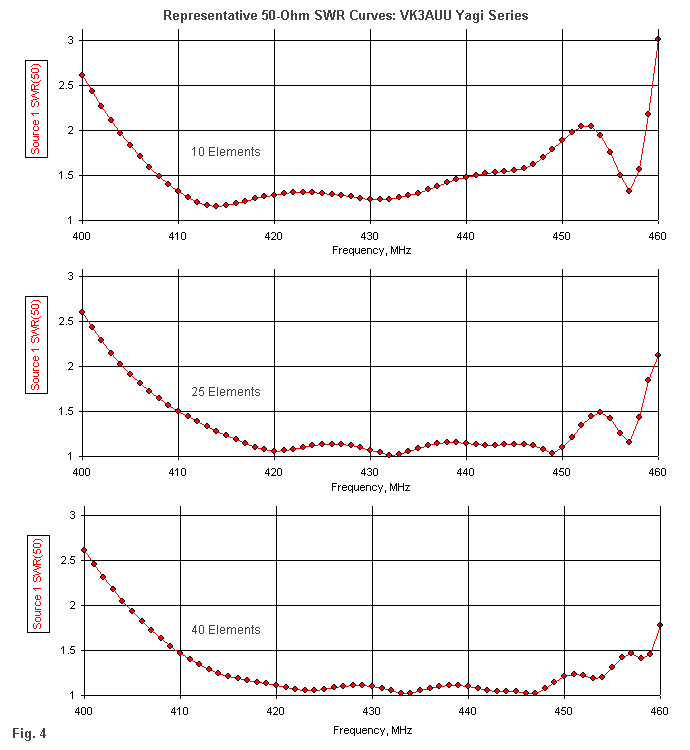 Representative 50-Ohm SWR Curves: VK3AUU Yagi Series
Source 1 SWR(50)
3
2.5
2
1.5
1
10 Elements
400 410 420 430 440 450 460
Frequency, MHz
Source 1 SWR(50)
3
2.5
2
1.5
1
25 Elements
400 410 420 430 440 450 460
Frequency, MHz
Source 1 SWR(50)
3
2.5
2
1.5
1
40 Elements
400 410 420 430 440 450 460
Frequency, MHz
Fig. 4